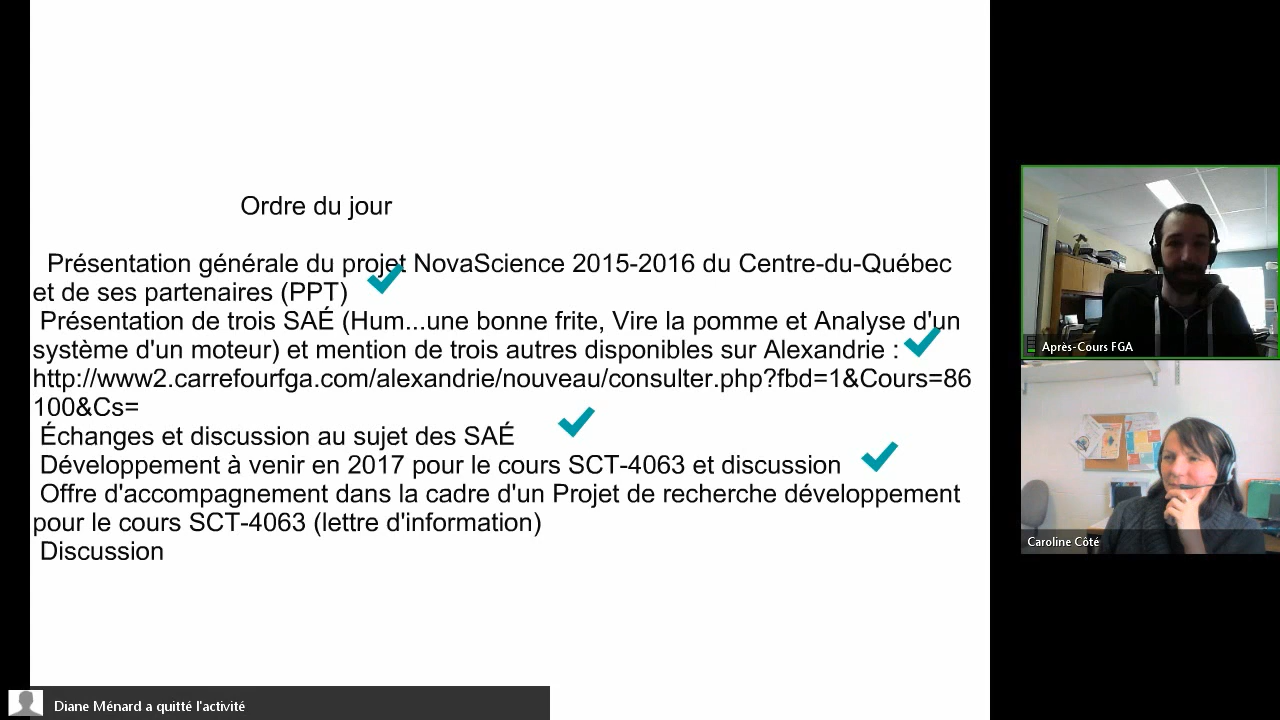 Ordre du jour
Présentation générale du projet NovaScience 2015-2016 du Centre-du-Québec
et de ses partenaires (PPT)
Présentation de trois SAÉ (Hum...une bonne frite, Vire la pomme et Analyse d'un
système d'un moteur) et mention de trois autres disponibles sur Alexandrie :
http://www2.carrefourfga.com/alexandrie/nouveau/consulter.php?fbd=1&Cours=86
100&Cs=
Échanges et discussion au sujet des SAÉ
Développement à venir en 2017 pour le cours SCT-4063 et discussion
Offre d'accompagnement dans la cadre d'un Projet de recherche développement
pour le cours SCT-4063 (lettre d'information)
Discussion
Après-Cours FGA
Caroline Côté
Diane Ménard a quitté l'activité